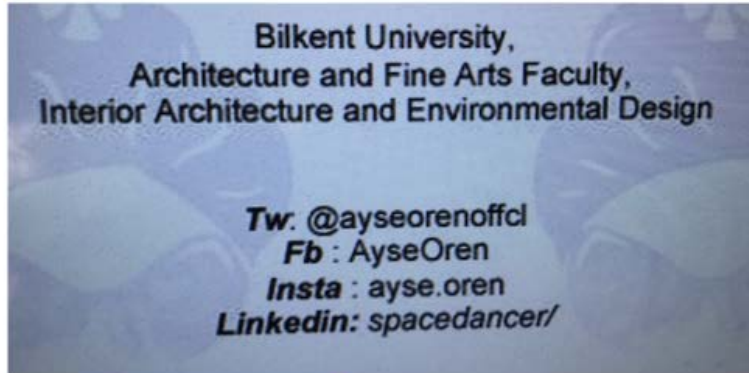 Bilkent University,
Architecture and Fine Arts Faculty,
Interior Architecture and Environmental Design
Tw: @ayseorenoffcl
Fb : AyseOren
Insta : ayse.oren
Linkedin: spacedancer/